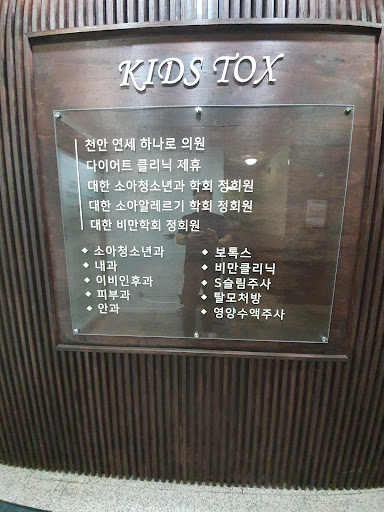 KIDS TOX
천안 연세 하나로 의원
다이어트 클리닉 제휴
대한 소아청소년과 학회 정회원
대한 소아알레르기 학회 정회원
대한 비만학회 정회원
◆ 소아청소년과
◆ 내과
◆ 이비인후과
◆ 피부과
◆ 안과
◆ 보톡스
◆ 비만클리닉
◆ S슬림주사
◆ 탈모처방
◆ 영양수액주사